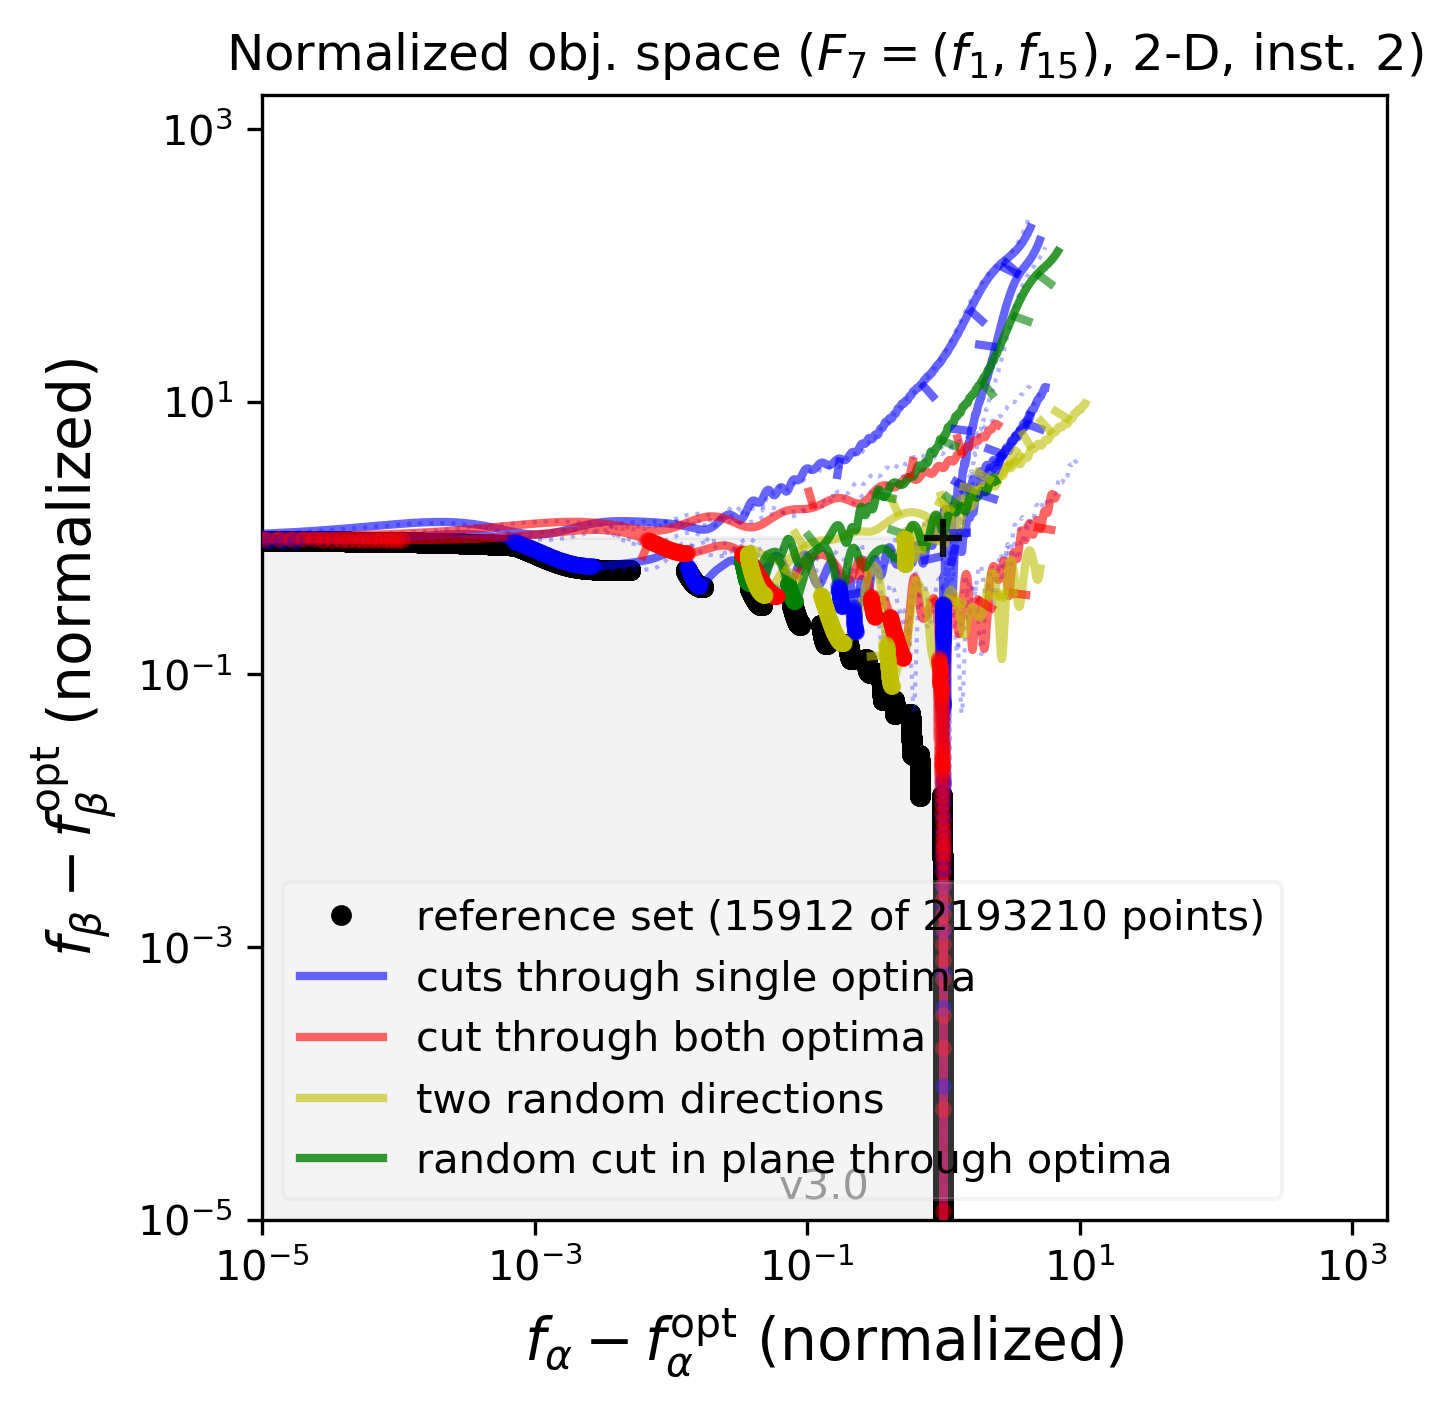 Normalized obj. space (F₇ = (f₁, f₁₅), 2-D, inst. 2)
10³
10¹
10⁻¹
10⁻³
10⁻⁵
f_β − f_β^opt (normalized)
reference set (15912 of 2193210 points)
cuts through single optima
cut through both optima
two random directions
random cut in plane through optima
v3.0
10⁻⁵
10⁻³
10⁻¹
10¹
10³
f_α − f_α^opt (normalized)